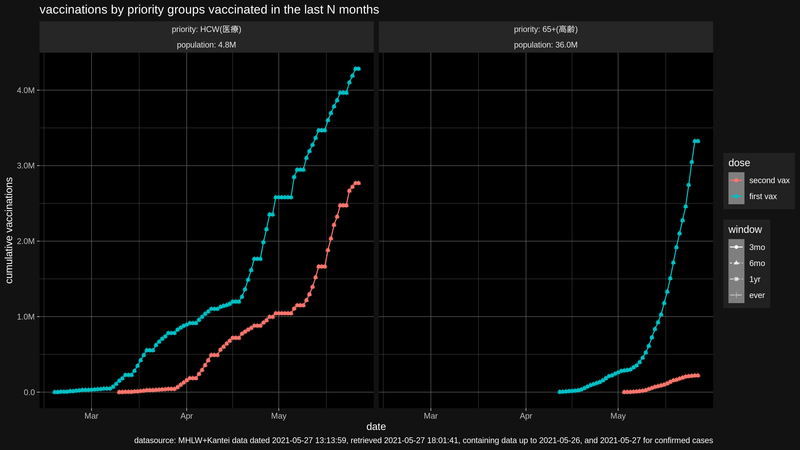 vaccinations by priority groups vaccinated in the last N months
priority: HCW(医療)
population: 4.8M
priority: 65+(高齢)
population: 36.0M
cumulative vaccinations
4.0M
3.0M
2.0M
1.0M
0.0
Mar
Apr
May
Mar
Apr
May
date
dose
second vax
first vax
window
3mo
6mo
1yr
ever
datasource: MHLW+Kantei data dated 2021-05-27 13:13:59, retrieved 2021-05-27 18:01:41, containing data up to 2021-05-26, and 2021-05-27 for confirmed cases